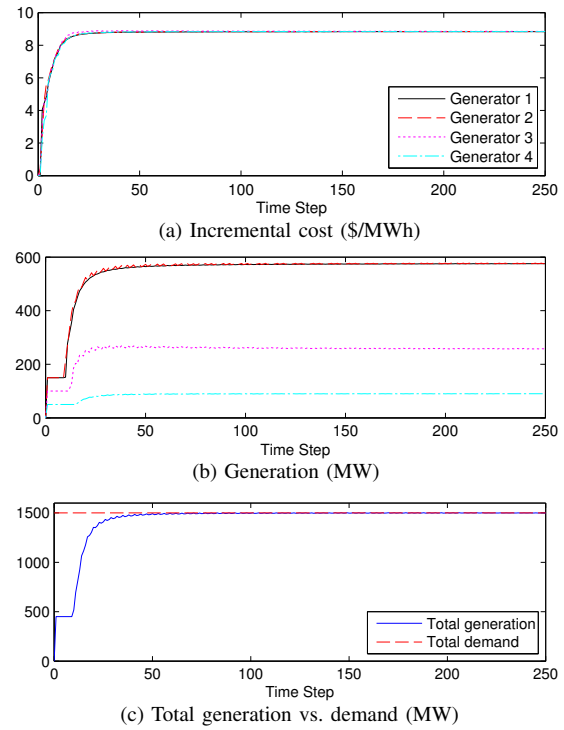 10
8
6
4
2
0
Generator 1
Generator 2
Generator 3
Generator 4
0 50 100 150 200 250
Time Step
(a) Incremental cost ($/MWh)
600
400
200
0
0 50 100 150 200 250
Time Step
(b) Generation (MW)
1500
1000
500
0
Total generation
Total demand
0 50 100 150 200 250
Time Step
(c) Total generation vs. demand (MW)